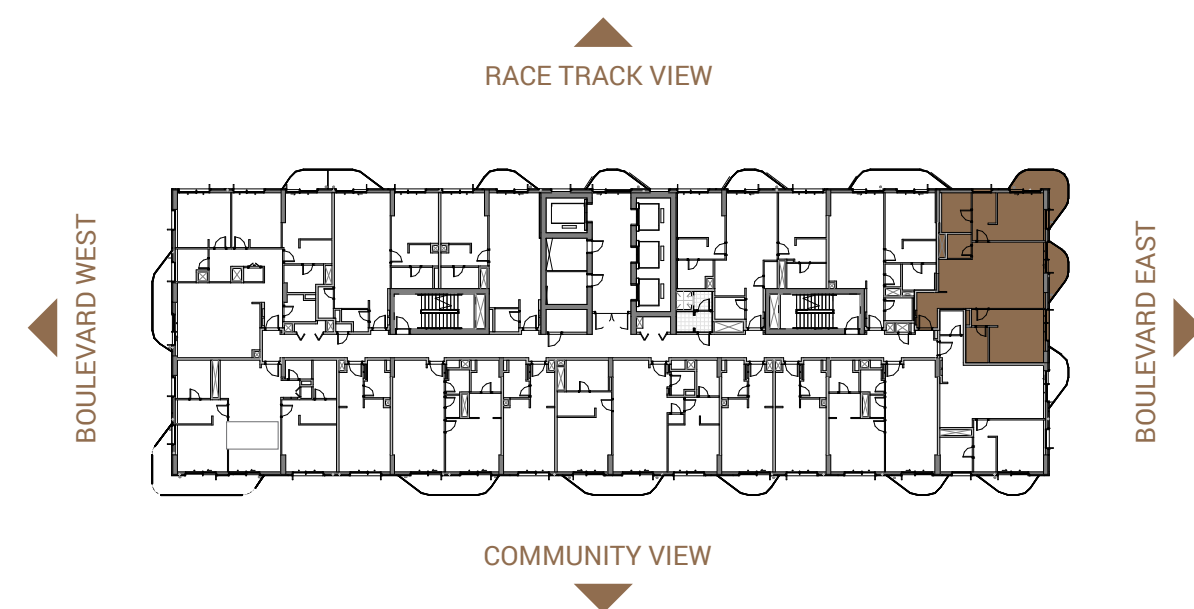 RACE TRACK VIEW
BOULEVARD WEST
BOULEVARD EAST
COMMUNITY VIEW